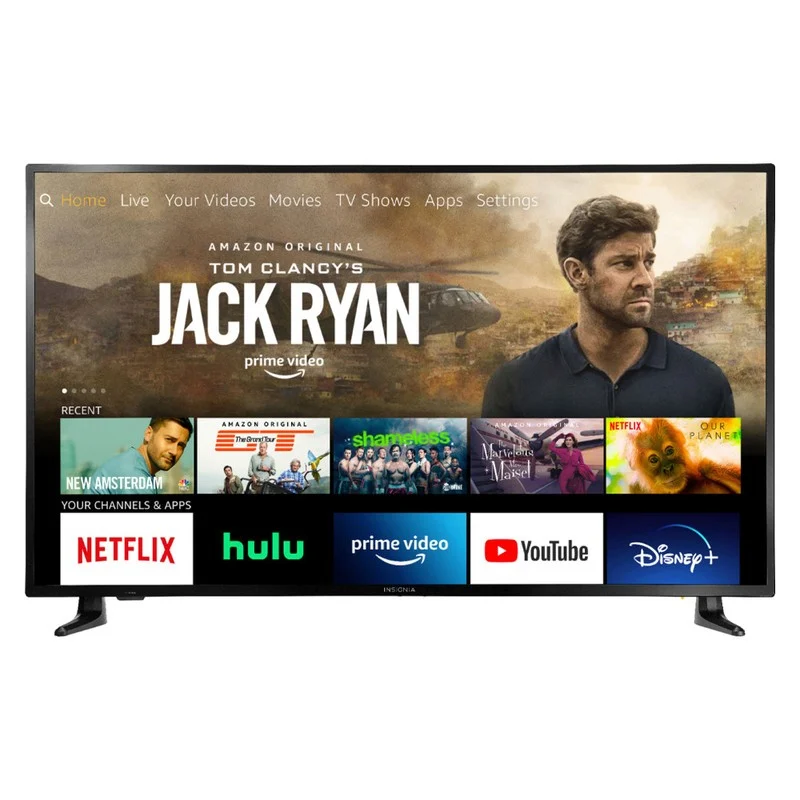 Home Live Your Videos Movies TV Shows Apps Settings
AMAZON ORIGINAL
TOM CLANCY'S
JACK RYAN
prime video
RECENT
NEW AMSTERDAM
AMAZON ORIGINAL
The Grand Tour
shameless
SHOWTIME
AMAZON ORIGINAL
The Marvelous
Mrs.
Maisel
NETFLIX
OUR
PLANET
YOUR CHANNELS & APPS
NETFLIX
hulu
prime video
YouTube
Disney+
INSIGNIA